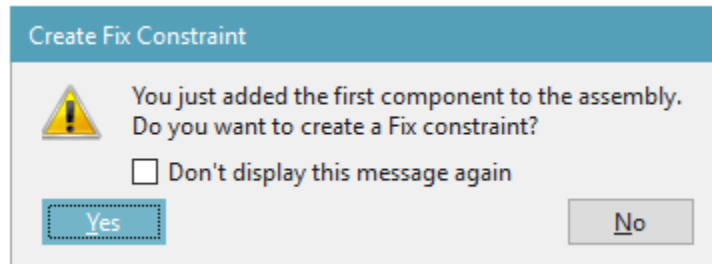 Create Fix Constraint
You just added the first component to the assembly.
Do you want to create a Fix constraint?
Don't display this message again
Yes
No